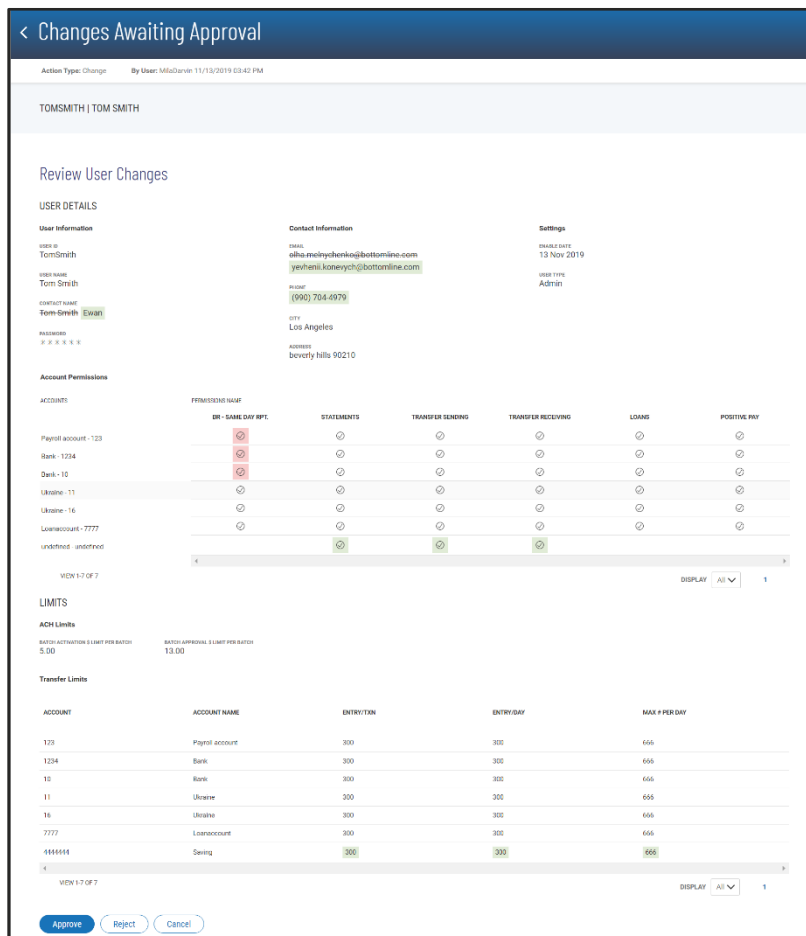 Changes Awaiting Approval
Action Type: Change By User: MilaDarvin 11/13/2019 03:42 PM
TOMSMITH | TOM SMITH
Review User Changes
USER DETAILS
User Information Contact Information Settings
USER ID EMAIL ENABLE DATE
TomSmith olha.melnychenko@bottomline.com 13 Nov 2019
yevhenii.konevych@bottomline.com
USER NAME PHONE USER TYPE
Tom Smith (990) 704-4979 Admin
CONTACT NAME CITY
Tom Smith Ewan Los Angeles
PASSWORD ADDRESS
****** beverly hills 90210
Account Permissions
ACCOUNTS PERMISSIONS NAME
BR - SAME DAY RPT. STATEMENTS TRANSFER SENDING TRANSFER RECEIVING LOANS POSITIVE PAY
Payroll account - 123
Bank - 1234
Bank - 10
Ukraine - 11
Ukraine - 16
Loanaccount - 7777
undefined - undefined
VIEW 1-7 OF 7 DISPLAY All 1
LIMITS
ACH Limits
BATCH ACTIVATION $ LIMIT PER BATCH BATCH APPROVAL $ LIMIT PER BATCH
5.00 13.00
Transfer Limits
ACCOUNT ACCOUNT NAME ENTRY/TXN ENTRY/DAY MAX # PER DAY
123 Payroll account 300 300 666
1234 Bank 300 300 666
10 Bank 300 300 666
11 Ukraine 300 300 666
16 Ukraine 300 300 666
7777 Loanaccount 300 300 666
4444444 Saving 300 300 666
VIEW 1-7 OF 7 DISPLAY All 1
Approve Reject Cancel